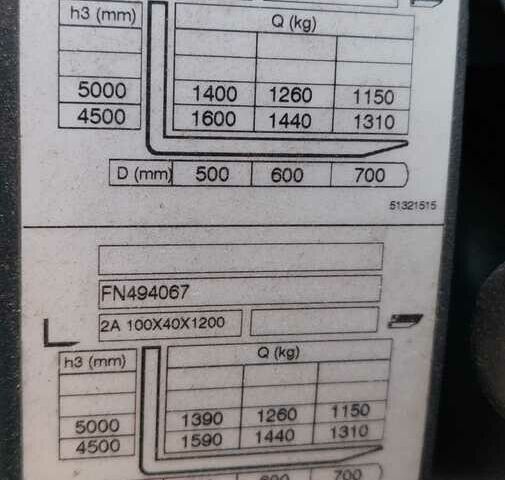 h3 (mm) Q (kg)
5000 1400 1260 1150
4500 1600 1440 1310
D (mm) 500 600 700
51321515
FN494067
2A 100X40X1200
h3 (mm) Q (kg)
5000 1390 1260 1150
4500 1590 1440 1310
600 700